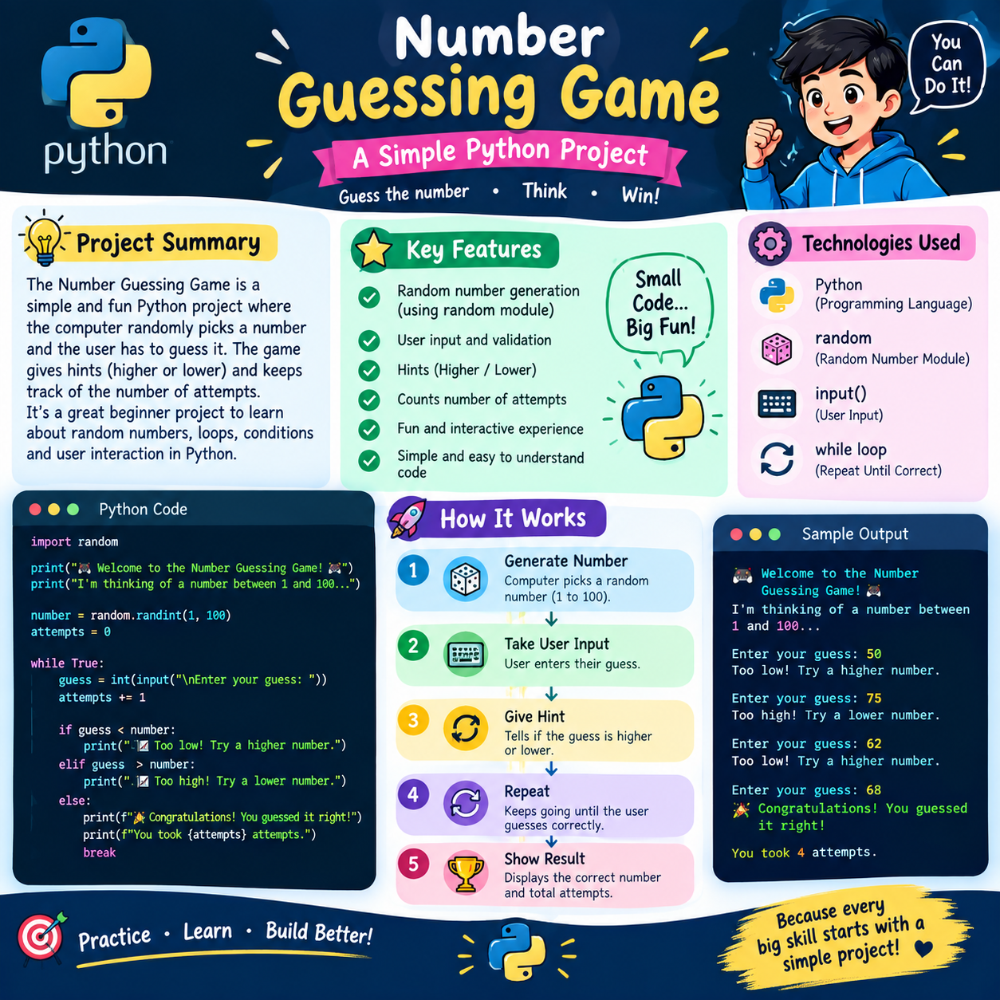 python
Number
Guessing Game
A Simple Python Project
Guess the number • Think • Win!
You
Can
Do It!
Project Summary
The Number Guessing Game is a
simple and fun Python project where
the computer randomly picks a number
and the user has to guess it. The game
gives hints (higher or lower) and keeps
track of the number of attempts.
It's a great beginner project to learn
about random numbers, loops, conditions
and user interaction in Python.
Key Features
Random number generation
(using random module)
User input and validation
Hints (Higher / Lower)
Counts number of attempts
Fun and interactive experience
Simple and easy to understand
code
Small
Code...
Big Fun!
Technologies Used
Python
(Programming Language)
random
(Random Number Module)
input()
(User Input)
while loop
(Repeat Until Correct)
Python Code
import random
print("🎮 Welcome to the Number Guessing Game! 🎮")
print("I'm thinking of a number between 1 and 100...")
number = random.randint(1, 100)
attempts = 0
while True:
guess = int(input("\nEnter your guess: "))
attempts += 1
if guess < number:
print("📈 Too low! Try a higher number.")
elif guess > number:
print("📈 Too high! Try a lower number.")
else:
print(f"🎉 Congratulations! You guessed it right!")
print(f"You took {attempts} attempts.")
break
How It Works
1
Generate Number
Computer picks a random
number (1 to 100).
2
Take User Input
User enters their guess.
3
Give Hint
Tells if the guess is higher
or lower.
4
Repeat
Keeps going until the user
guesses correctly.
5
Show Result
Displays the correct number
and total attempts.
Sample Output
🎮 Welcome to the Number
Guessing Game! 🎮
I'm thinking of a number between
1 and 100...
Enter your guess: 50
Too low! Try a higher number.
Enter your guess: 75
Too high! Try a lower number.
Enter your guess: 62
Too low! Try a higher number.
Enter your guess: 68
🎉 Congratulations! You guessed
it right!
You took 4 attempts.
Practice • Learn • Build Better!
Because every
big skill starts with a
simple project!